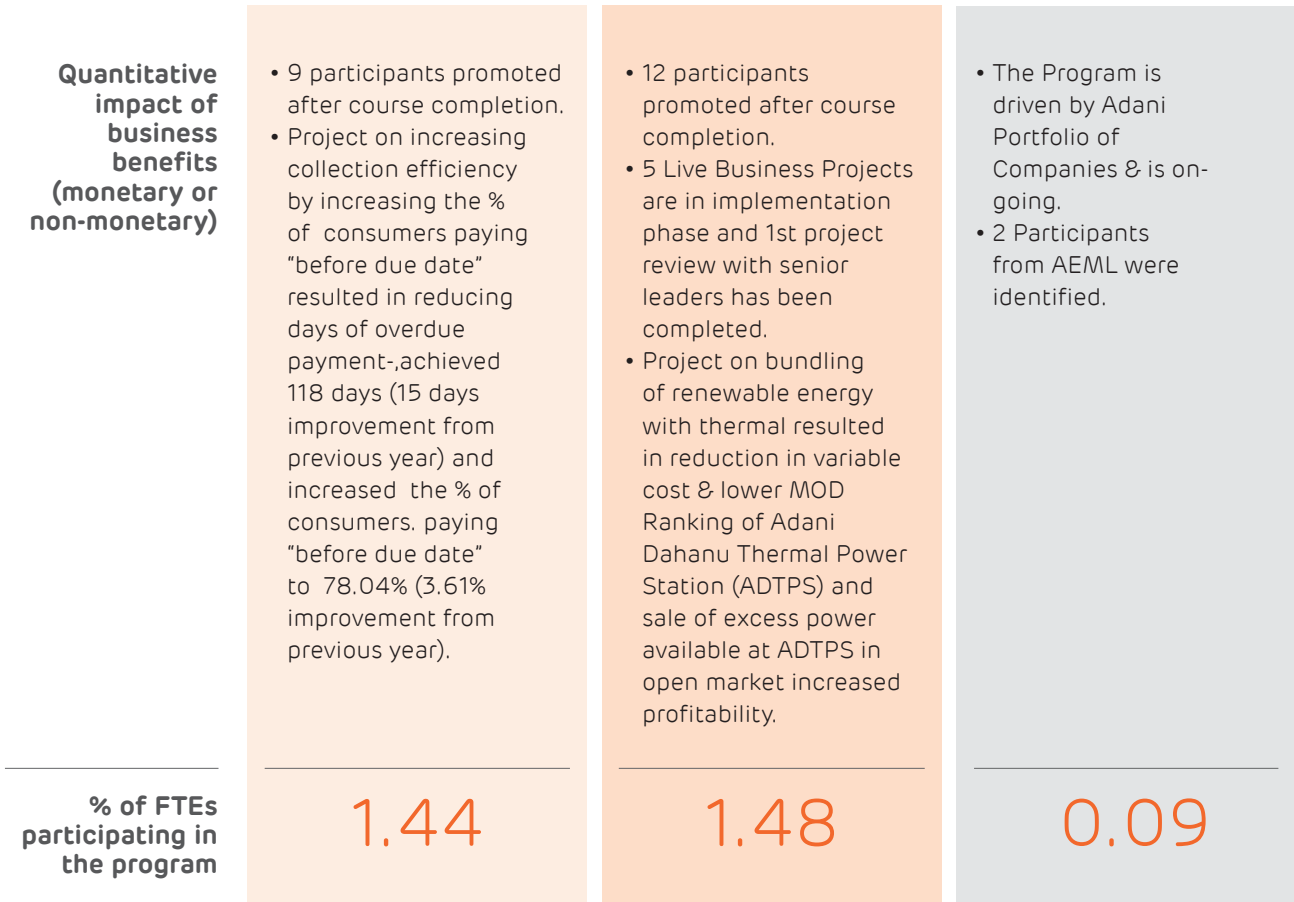 Quantitative
impact of
business
benefits
(monetary or
non-monetary)
• 9 participants promoted
after course completion.
• Project on increasing
collection efficiency
by increasing the %
of consumers paying
“before due date”
resulted in reducing
days of overdue
payment-,achieved
118 days (15 days
improvement from
previous year) and
increased the % of
consumers. paying
“before due date”
to 78.04% (3.61%
improvement from
previous year).
• 12 participants
promoted after course
completion.
• 5 Live Business Projects
are in implementation
phase and 1st project
review with senior
leaders has been
completed.
• Project on bundling
of renewable energy
with thermal resulted
in reduction in variable
cost & lower MOD
Ranking of Adani
Dahanu Thermal Power
Station (ADTPS) and
sale of excess power
available at ADTPS in
open market increased
profitability.
• The Program is
driven by Adani
Portfolio of
Companies & is on-
going.
• 2 Participants
from AEML were
identified.
% of FTEs
participating in
the program
1.44
1.48
0.09